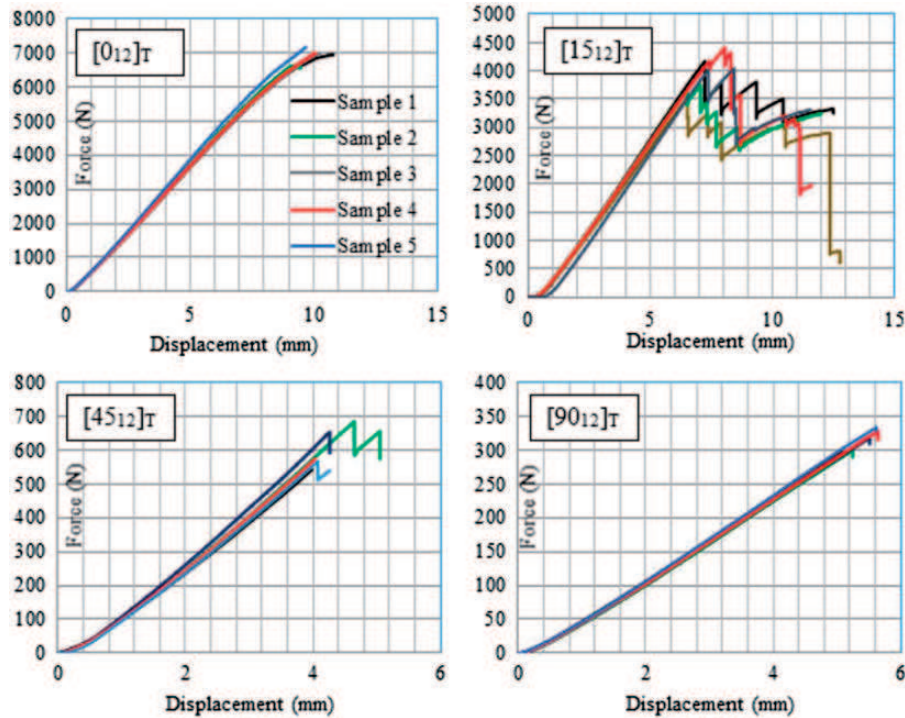 [0₁₂]T
Force (N)
8000
7000
6000
5000
4000
3000
2000
1000
0
0 5 10 15
Displacement (mm)
Sample 1
Sample 2
Sample 3
Sample 4
Sample 5
[15₁₂]T
Force (N)
5000
4500
4000
3500
3000
2500
2000
1500
1000
500
0
0 5 10 15
Displacement (mm)
[45₁₂]T
Force (N)
800
700
600
500
400
300
200
100
0
0 2 4 6
Displacement (mm)
[90₁₂]T
Force (N)
400
350
300
250
200
150
100
50
0
0 2 4 6
Displacement (mm)